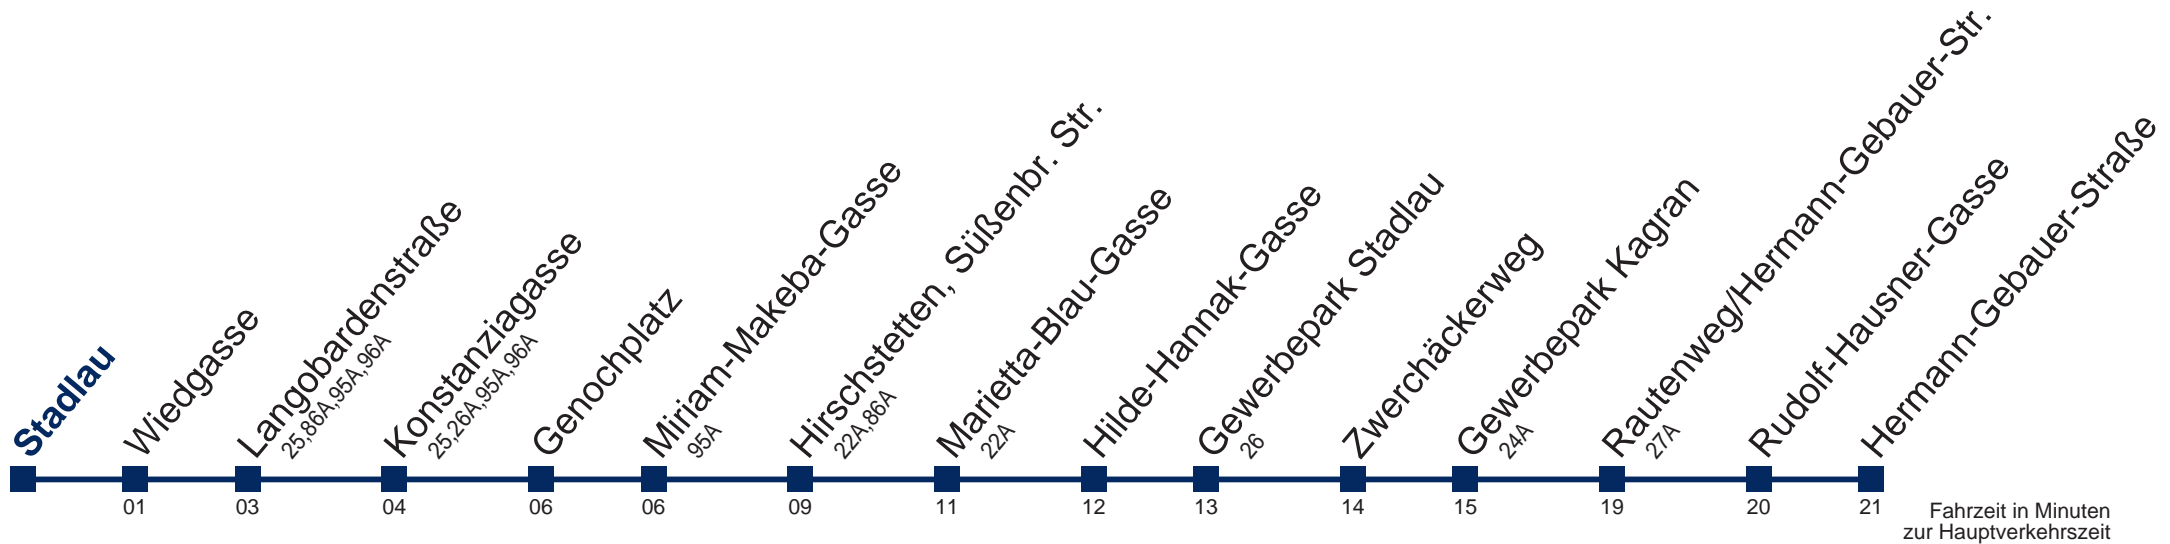 Stadlau
Wiedgasse
Langobardenstraße
25,86A,95A,96A
Konstanziagasse
25,26A,95A,96A
Genochplatz
Miriam-Makeba-Gasse
95A
Hirschstetten, Süßenbr. Str.
22A,86A
Marietta-Blau-Gasse
22A
Hilde-Hannak-Gasse
Gewerbepark Stadlau
26
Zwerchäckerweg
Gewerbepark Kagran
24A
Rautenweg/Hermann-Gebauer-Str.
27A
Rudolf-Hausner-Gasse
Hermann-Gebauer-Straße
01 03 04 06 06 09 11 12 13 14 15 19 20 21
Fahrzeit in Minuten
zur Hauptverkehrszeit